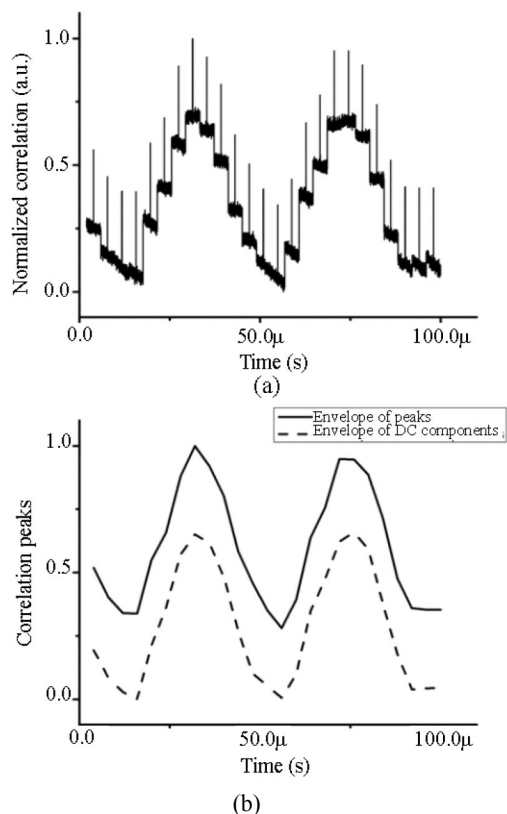 Normalized correlation (a.u.)
1.0
0.5
0.0
0.0
50.0μ
100.0μ
Time (s)
(a)
Envelope of peaks
Envelope of DC components
Correlation peaks
1.0
0.5
0.0
0.0
50.0μ
100.0μ
Time (s)
(b)